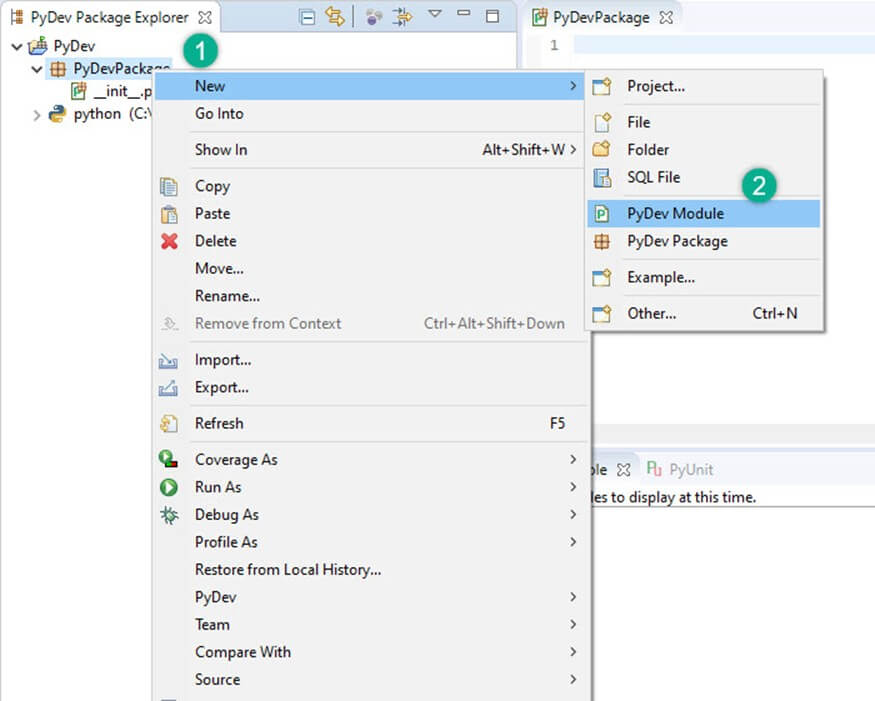 PyDev Package Explorer
PyDev
PyDevPackage
__init__.p
python (C:\
1
New
Go Into
Show In Alt+Shift+W
Copy
Paste
Delete
Move...
Rename...
Remove from Context Ctrl+Alt+Shift+Down
Import...
Export...
Refresh F5
Coverage As
Run As
Debug As
Profile As
Restore from Local History...
PyDev
Team
Compare With
Source
PyDevPackage
1
Project...
File
Folder
SQL File
2
PyDev Module
PyDev Package
Example...
Other... Ctrl+N
ole PyUnit
les to display at this time.